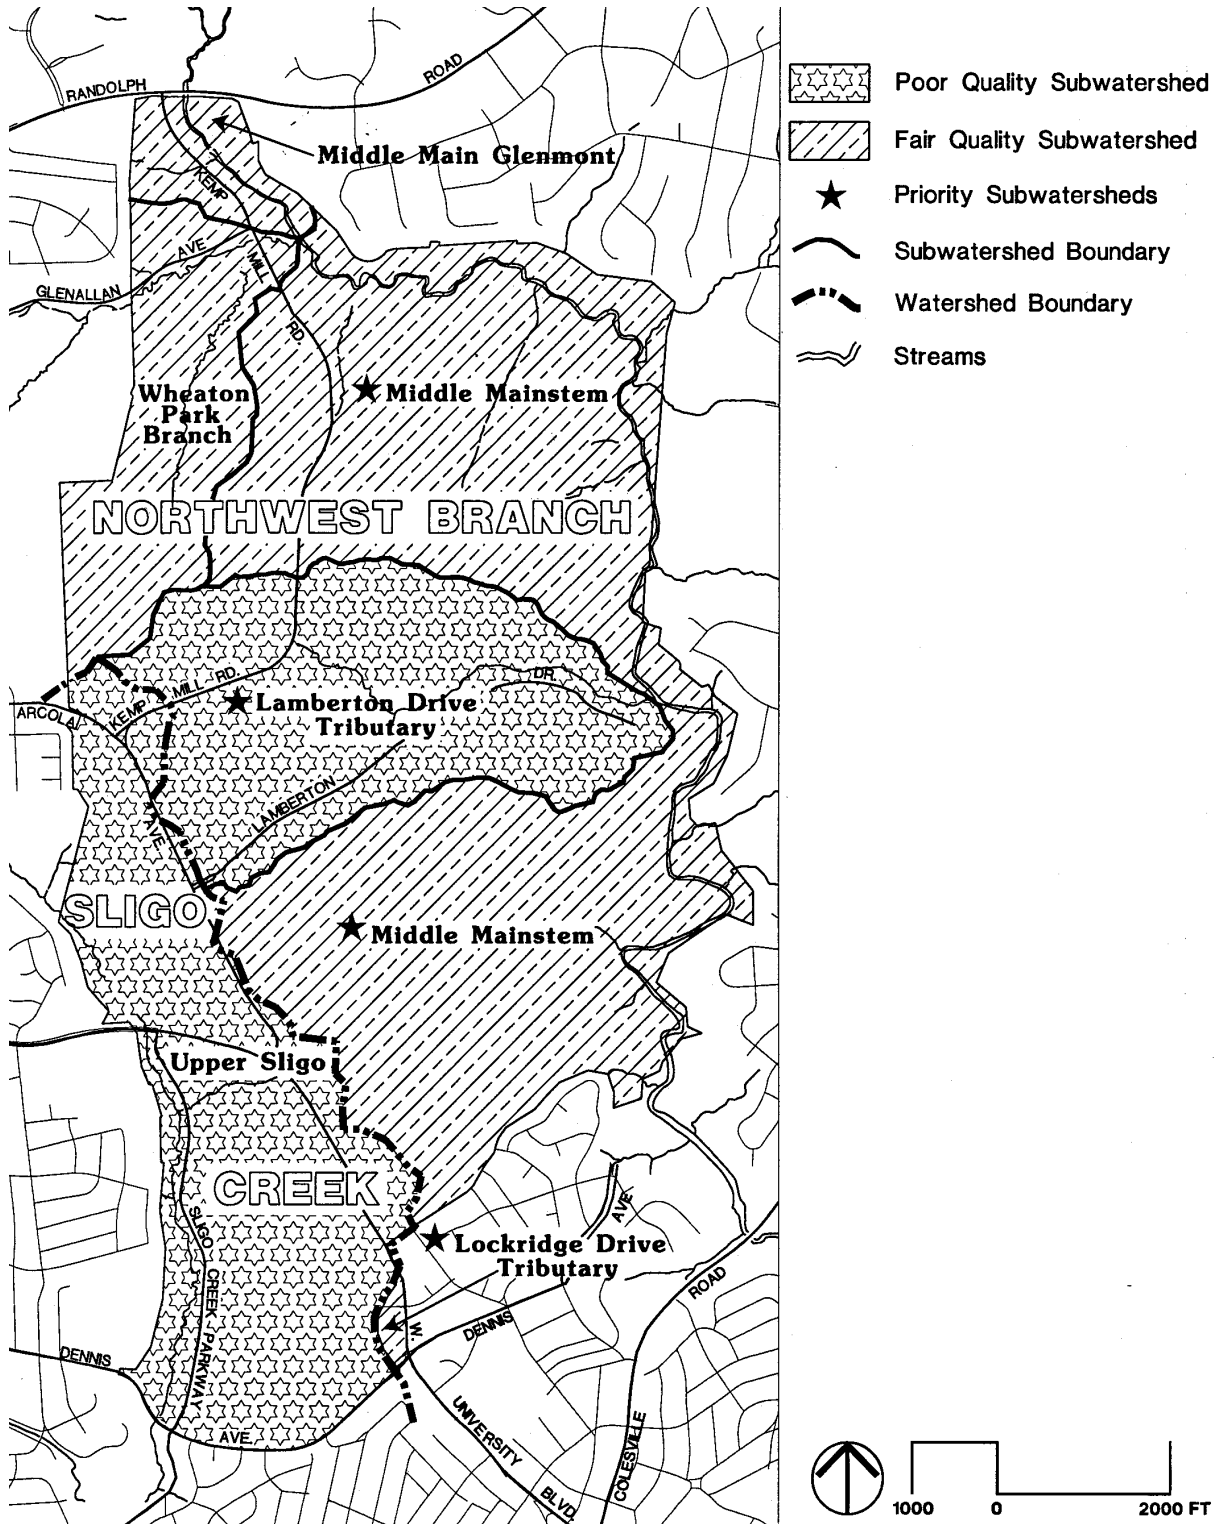 RANDOLPH
ROAD
Middle Main Glenmont
KEMP
MILL
RD.
GLENALLAN
AVE
Wheaton
Park
Branch
★ Middle Mainstem
NORTHWEST BRANCH
ARCOLA
AVE
KEMP
MILL
RD.
DR.
★ Lamberton Drive
Tributary
LAMBERTON
SLIGO
★ Middle Mainstem
Upper Sligo
CREEK
SLIGO
CREEK PARKWAY
★ Lockridge Drive
Tributary
AVE
DENNIS
W.
UNIVERSITY
BLVD.
DENNIS
AVE.
COLESVILLE
ROAD
Poor Quality Subwatershed
Fair Quality Subwatershed
★ Priority Subwatersheds
Subwatershed Boundary
Watershed Boundary
Streams
1000 0 2000 FT